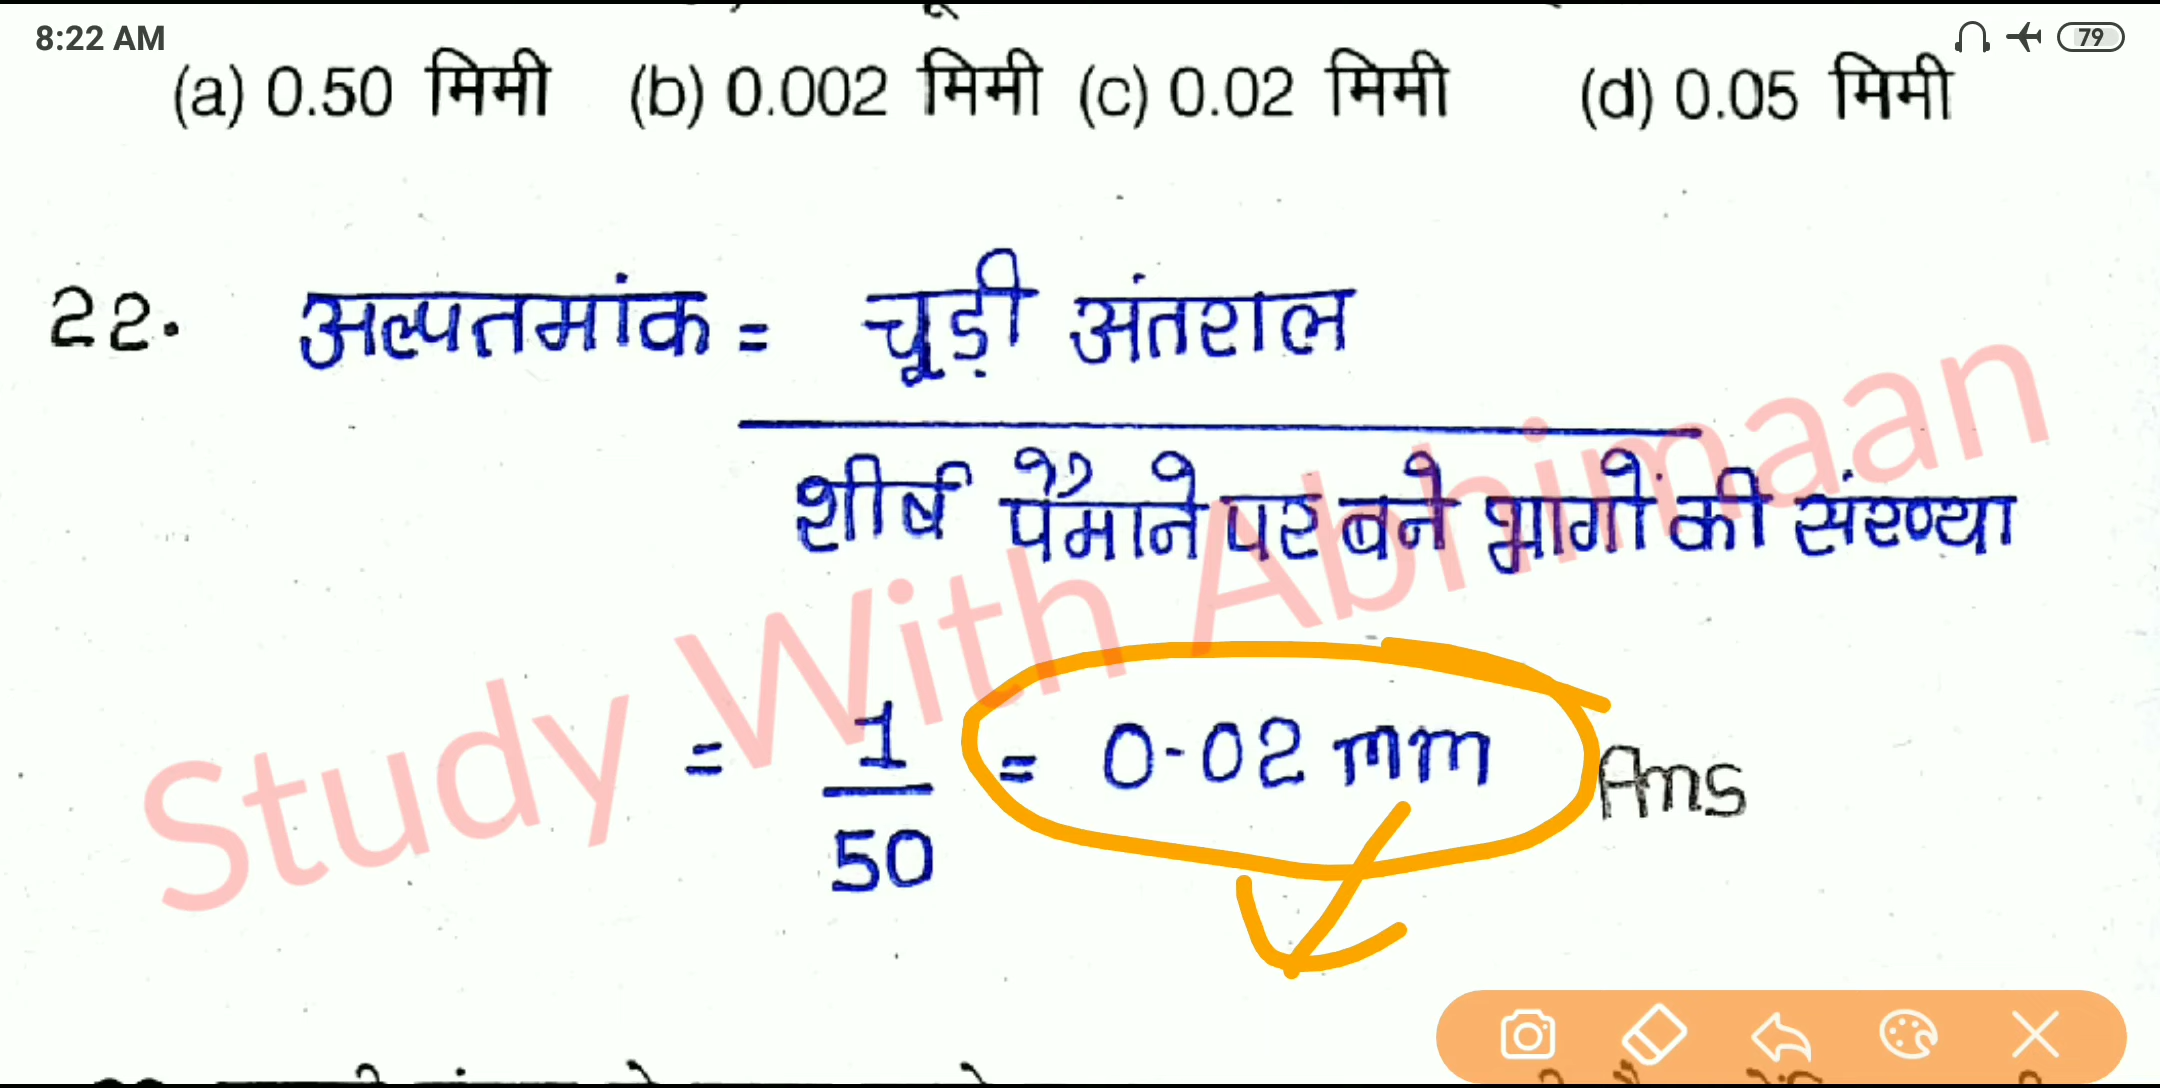 8:22 AM 79
(a) 0.50 मिमी (b) 0.002 मिमी (c) 0.02 मिमी (d) 0.05 मिमी
22. अल्पतमांक = चूड़ी अंतराल
शीर्ष पैमाने पर बने भागों की संख्या
= 1
50
= 0.02 mm Ans
Study With Abhimaan